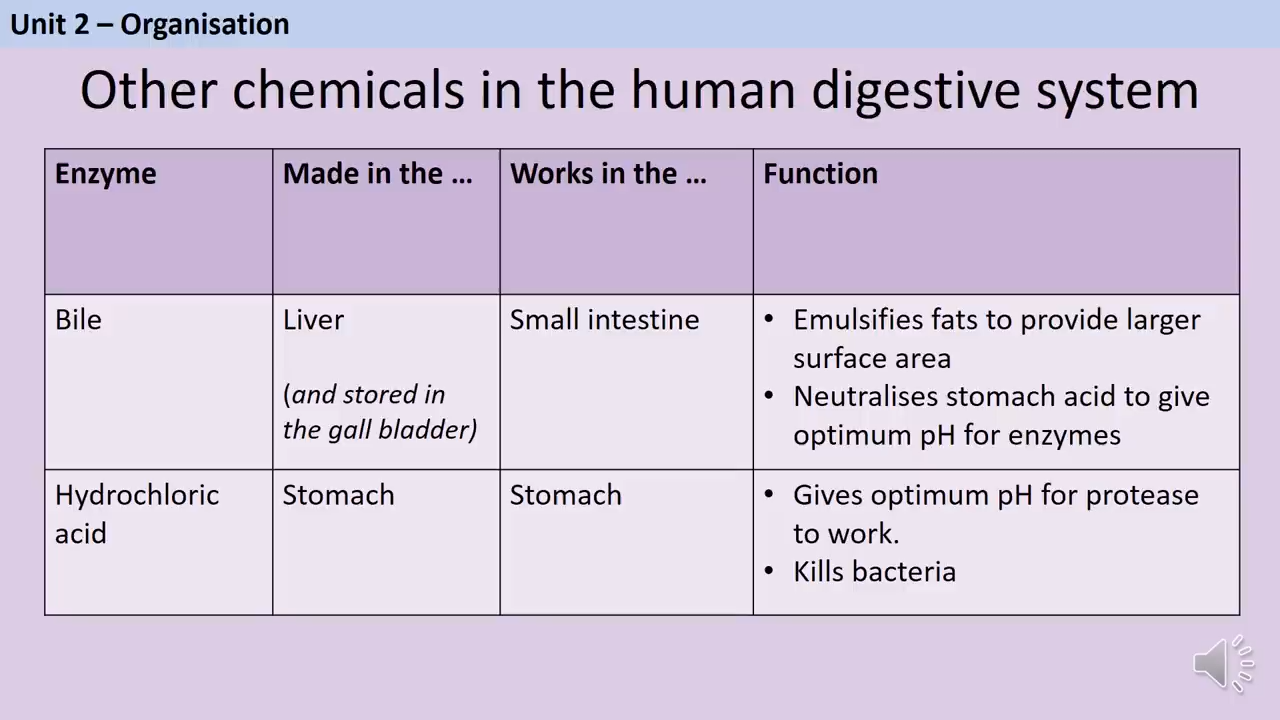 Unit 2 – Organisation
Other chemicals in the human digestive system
Enzyme
Made in the ...
Works in the ...
Function
Bile
Liver
(and stored in
the gall bladder)
Small intestine
• Emulsifies fats to provide larger
surface area
• Neutralises stomach acid to give
optimum pH for enzymes
Hydrochloric
acid
Stomach
Stomach
• Gives optimum pH for protease
to work.
• Kills bacteria